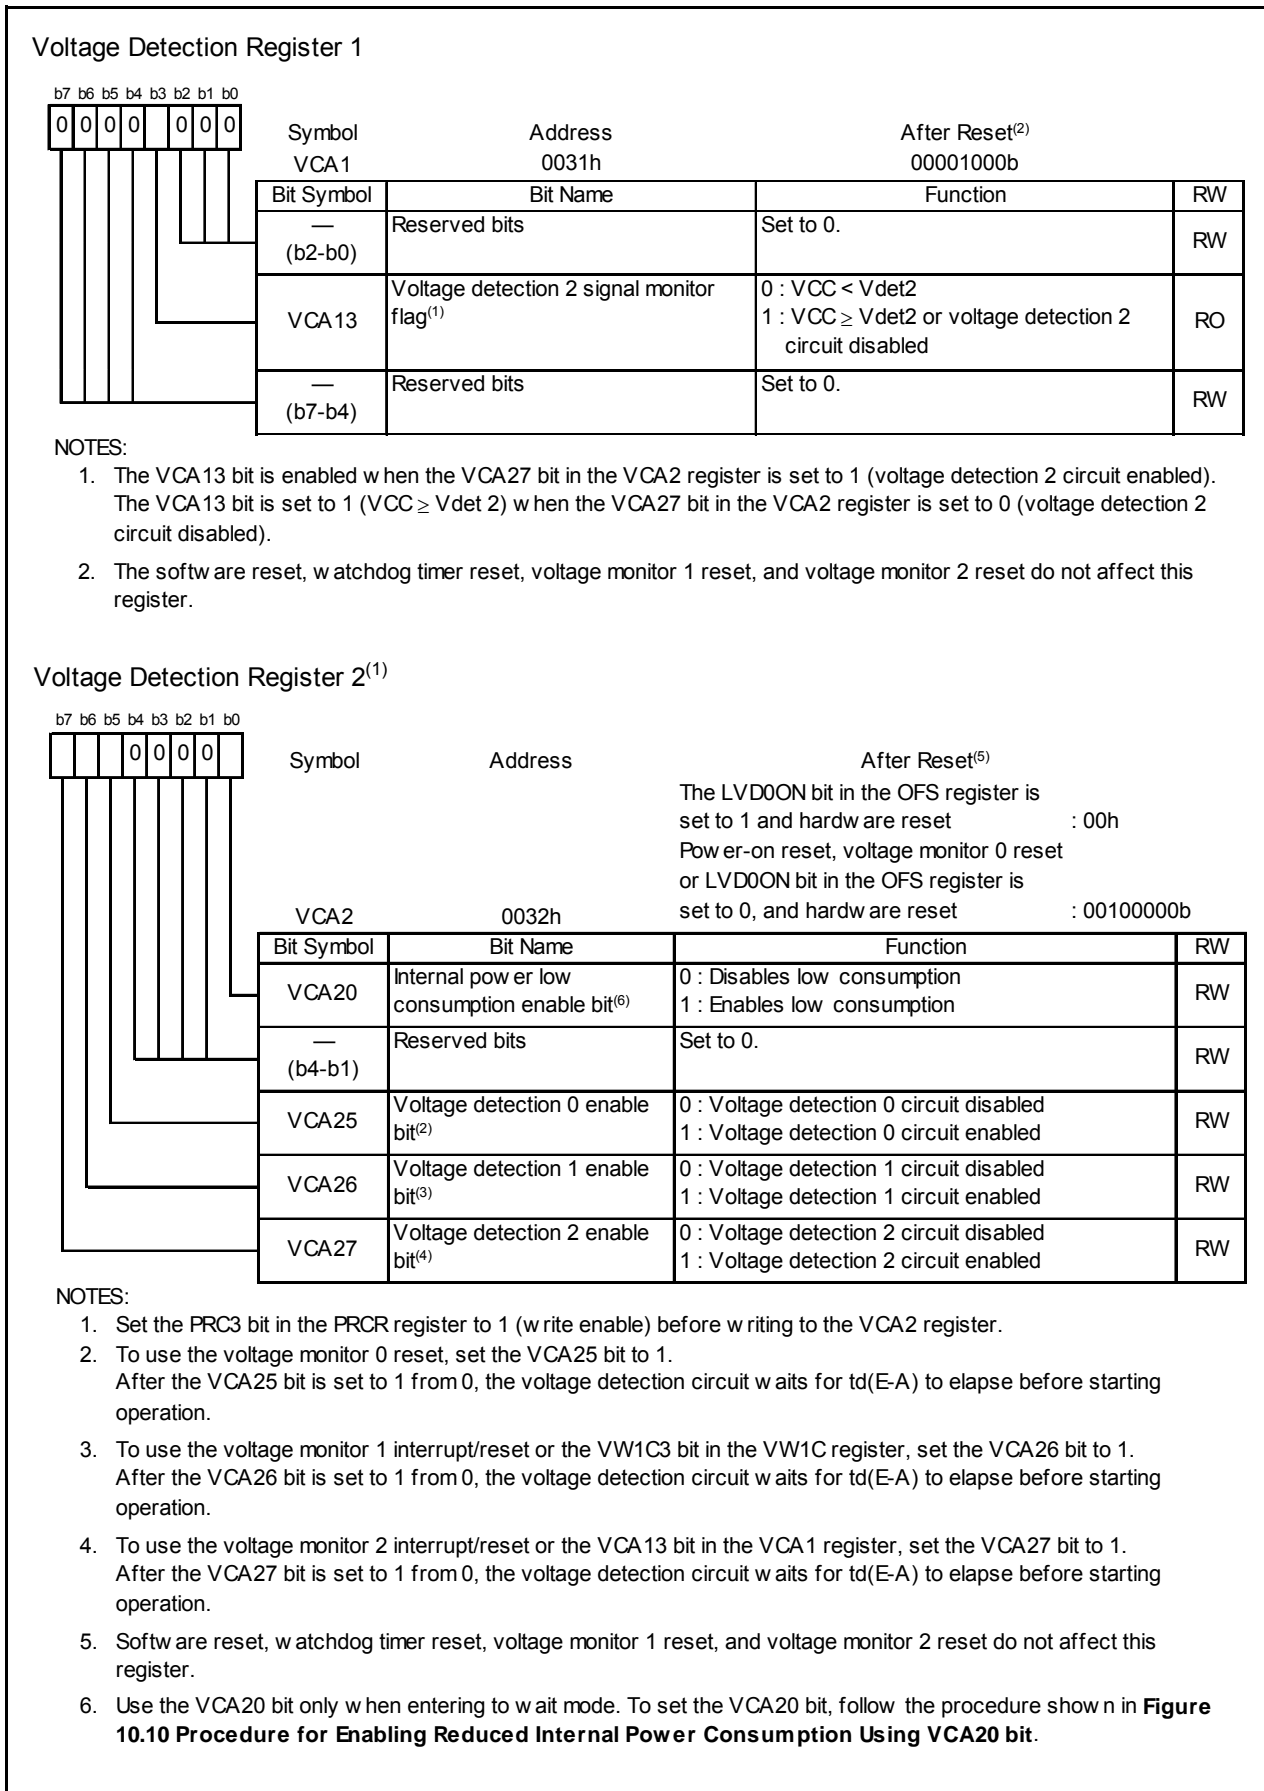 Voltage Detection Register 1
b7 b6 b5 b4 b3 b2 b1 b0
0 0 0 0 0 0 0
Symbol Address After Reset(2)
VCA1 0031h 00001000b
Bit Symbol Bit Name Function RW
— (b2-b0) Reserved bits Set to 0. RW
VCA13 Voltage detection 2 signal monitor flag(1) 0 : VCC < Vdet2
1 : VCC ≥ Vdet2 or voltage detection 2 circuit disabled RO
— (b7-b4) Reserved bits Set to 0. RW
NOTES:
1. The VCA13 bit is enabled when the VCA27 bit in the VCA2 register is set to 1 (voltage detection 2 circuit enabled).
The VCA13 bit is set to 1 (VCC ≥ Vdet 2) when the VCA27 bit in the VCA2 register is set to 0 (voltage detection 2
circuit disabled).
2. The software reset, watchdog timer reset, voltage monitor 1 reset, and voltage monitor 2 reset do not affect this
register.
Voltage Detection Register 2(1)
b7 b6 b5 b4 b3 b2 b1 b0
0 0 0 0
Symbol Address After Reset(5)
The LVD0ON bit in the OFS register is
set to 1 and hardware reset : 00h
Power-on reset, voltage monitor 0 reset
or LVD0ON bit in the OFS register is
VCA2 0032h set to 0, and hardware reset : 00100000b
Bit Symbol Bit Name Function RW
VCA20 Internal power low consumption enable bit(6) 0 : Disables low consumption
1 : Enables low consumption RW
— (b4-b1) Reserved bits Set to 0. RW
VCA25 Voltage detection 0 enable bit(2) 0 : Voltage detection 0 circuit disabled
1 : Voltage detection 0 circuit enabled RW
VCA26 Voltage detection 1 enable bit(3) 0 : Voltage detection 1 circuit disabled
1 : Voltage detection 1 circuit enabled RW
VCA27 Voltage detection 2 enable bit(4) 0 : Voltage detection 2 circuit disabled
1 : Voltage detection 2 circuit enabled RW
NOTES:
1. Set the PRC3 bit in the PRCR register to 1 (write enable) before writing to the VCA2 register.
2. To use the voltage monitor 0 reset, set the VCA25 bit to 1.
After the VCA25 bit is set to 1 from 0, the voltage detection circuit waits for td(E-A) to elapse before starting
operation.
3. To use the voltage monitor 1 interrupt/reset or the VW1C3 bit in the VW1C register, set the VCA26 bit to 1.
After the VCA26 bit is set to 1 from 0, the voltage detection circuit waits for td(E-A) to elapse before starting
operation.
4. To use the voltage monitor 2 interrupt/reset or the VCA13 bit in the VCA1 register, set the VCA27 bit to 1.
After the VCA27 bit is set to 1 from 0, the voltage detection circuit waits for td(E-A) to elapse before starting
operation.
5. Software reset, watchdog timer reset, voltage monitor 1 reset, and voltage monitor 2 reset do not affect this
register.
6. Use the VCA20 bit only when entering to wait mode. To set the VCA20 bit, follow the procedure shown in Figure
10.10 Procedure for Enabling Reduced Internal Power Consumption Using VCA20 bit.